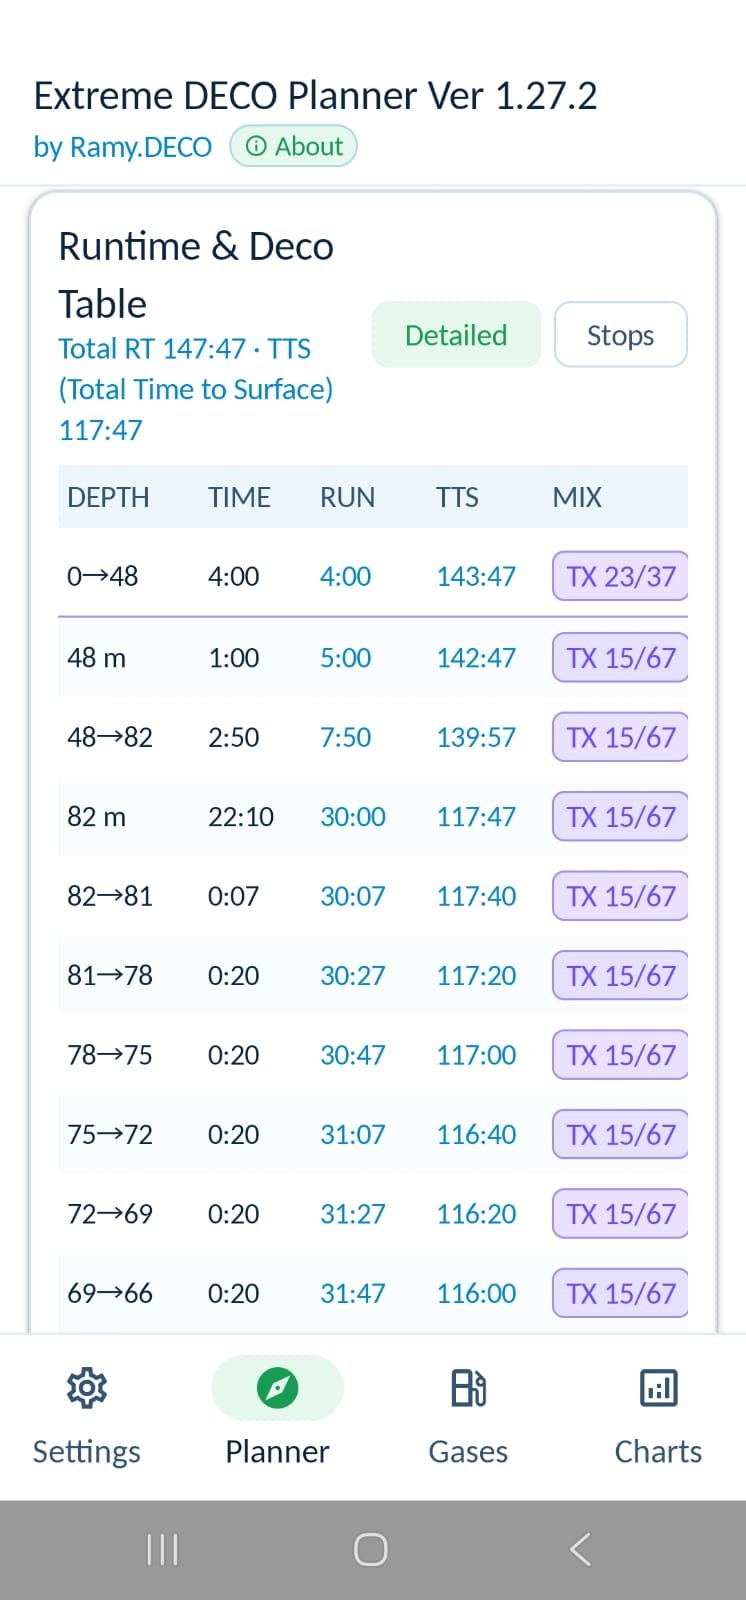 Extreme DECO Planner Ver 1.27.2
by Ramy.DECO About
Runtime & Deco
Table
Total RT 147:47 · TTS
(Total Time to Surface)
117:47
Detailed Stops
DEPTH TIME RUN TTS MIX
0→48 4:00 4:00 143:47 TX 23/37
48 m 1:00 5:00 142:47 TX 15/67
48→82 2:50 7:50 139:57 TX 15/67
82 m 22:10 30:00 117:47 TX 15/67
82→81 0:07 30:07 117:40 TX 15/67
81→78 0:20 30:27 117:20 TX 15/67
78→75 0:20 30:47 117:00 TX 15/67
75→72 0:20 31:07 116:40 TX 15/67
72→69 0:20 31:27 116:20 TX 15/67
69→66 0:20 31:47 116:00 TX 15/67
Settings Planner Gases Charts